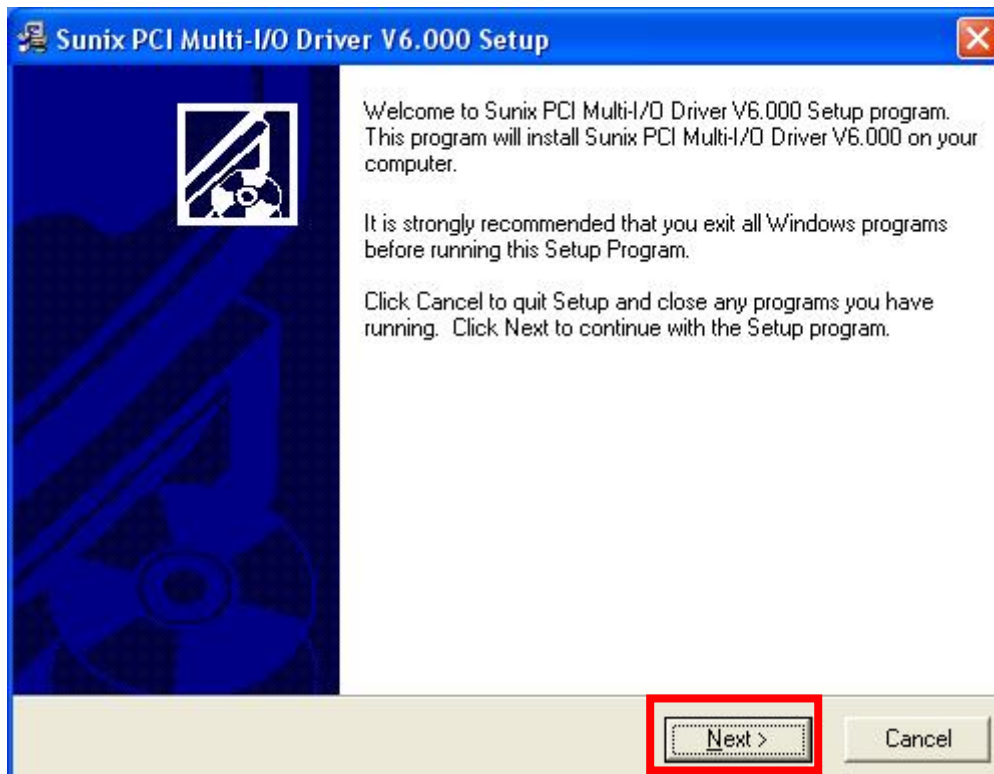 Sunix PCI Multi-I/O Driver V6.000 Setup
Welcome to Sunix PCI Multi-I/O Driver V6.000 Setup program.
This program will install Sunix PCI Multi-I/O Driver V6.000 on your
computer.
It is strongly recommended that you exit all Windows programs
before running this Setup Program.
Click Cancel to quit Setup and close any programs you have
running.  Click Next to continue with the Setup program.
Next >
Cancel